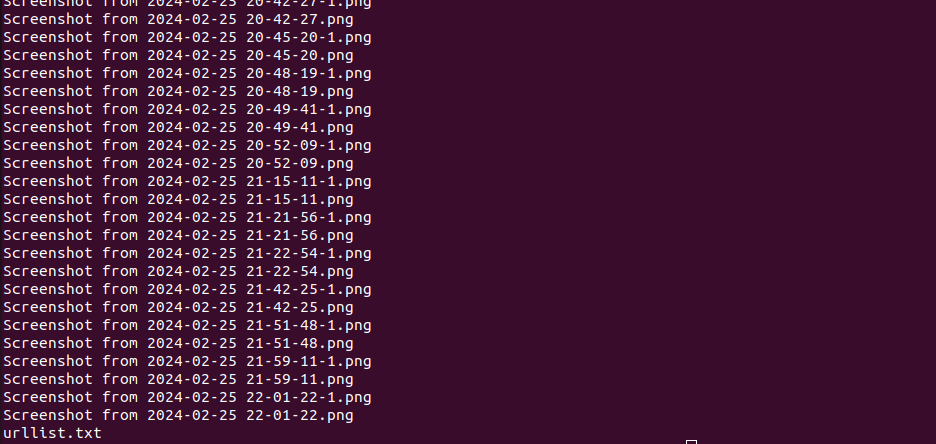 Screenshot from 2024-02-25 20-42-27-1.png
Screenshot from 2024-02-25 20-42-27.png
Screenshot from 2024-02-25 20-45-20-1.png
Screenshot from 2024-02-25 20-45-20.png
Screenshot from 2024-02-25 20-48-19-1.png
Screenshot from 2024-02-25 20-48-19.png
Screenshot from 2024-02-25 20-49-41-1.png
Screenshot from 2024-02-25 20-49-41.png
Screenshot from 2024-02-25 20-52-09-1.png
Screenshot from 2024-02-25 20-52-09.png
Screenshot from 2024-02-25 21-15-11-1.png
Screenshot from 2024-02-25 21-15-11.png
Screenshot from 2024-02-25 21-21-56-1.png
Screenshot from 2024-02-25 21-21-56.png
Screenshot from 2024-02-25 21-22-54-1.png
Screenshot from 2024-02-25 21-22-54.png
Screenshot from 2024-02-25 21-42-25-1.png
Screenshot from 2024-02-25 21-42-25.png
Screenshot from 2024-02-25 21-51-48-1.png
Screenshot from 2024-02-25 21-51-48.png
Screenshot from 2024-02-25 21-59-11-1.png
Screenshot from 2024-02-25 21-59-11.png
Screenshot from 2024-02-25 22-01-22-1.png
Screenshot from 2024-02-25 22-01-22.png
urllist.txt